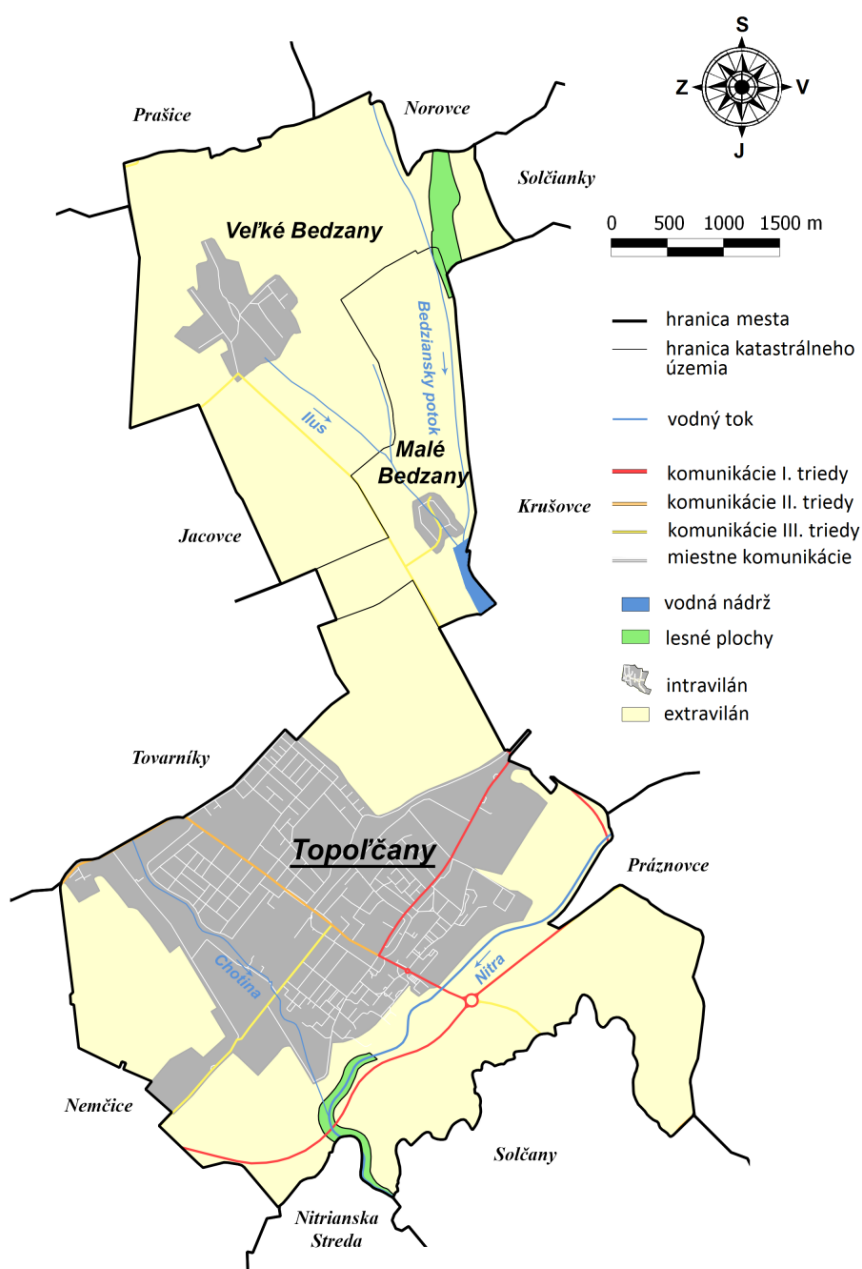 S
Z
V
J
Prašice
Norovce
Solčianky
0 500 1000 1500 m
Veľké Bedzany
hranica mesta
hranica katastrálneho
územia
Bedziansky potok
Ilus
vodný tok
Malé
Bedzany
komunikácie I. triedy
komunikácie II. triedy
komunikácie III. triedy
miestne komunikácie
Krušovce
Jacovce
vodná nádrž
lesné plochy
intravilán
extravilán
Tovarníky
Topoľčany
Práznovce
Chotina
Nitra
Nemčice
Solčany
Nitrianska
Streda